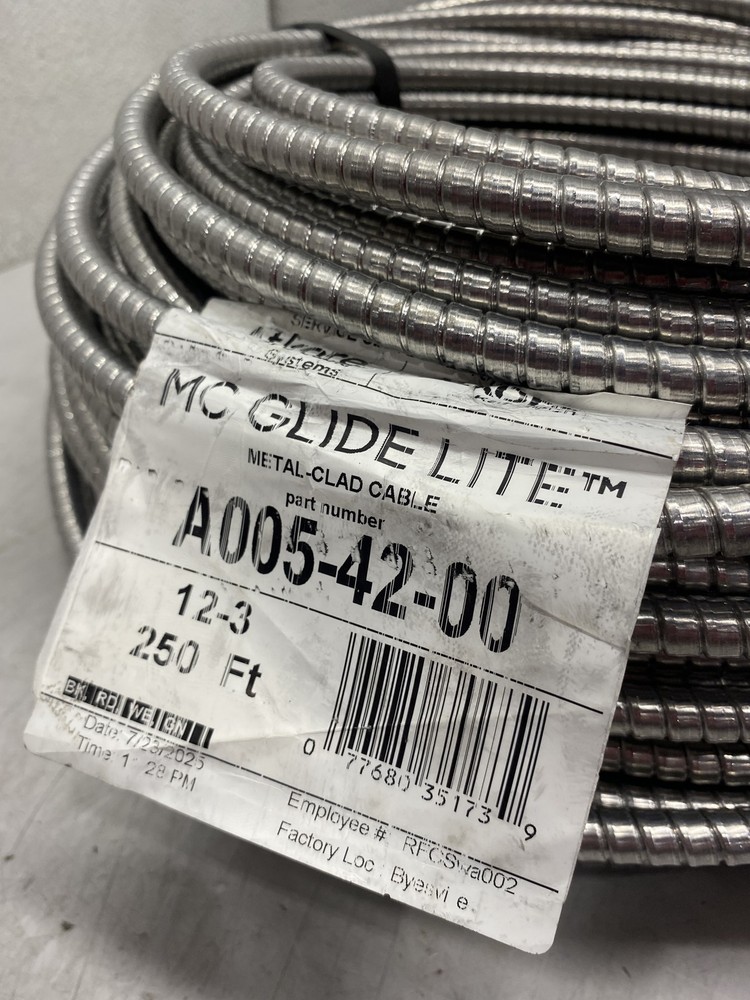 Systems
MC GLIDE LITE™
METAL-CLAD CABLE
part number
A005-42-00
12-3
250 Ft
BK RD WE GN
Date: 7/23/2025
28 PM
Time:
0 77680 35173 9
Employee #
Factory Loc